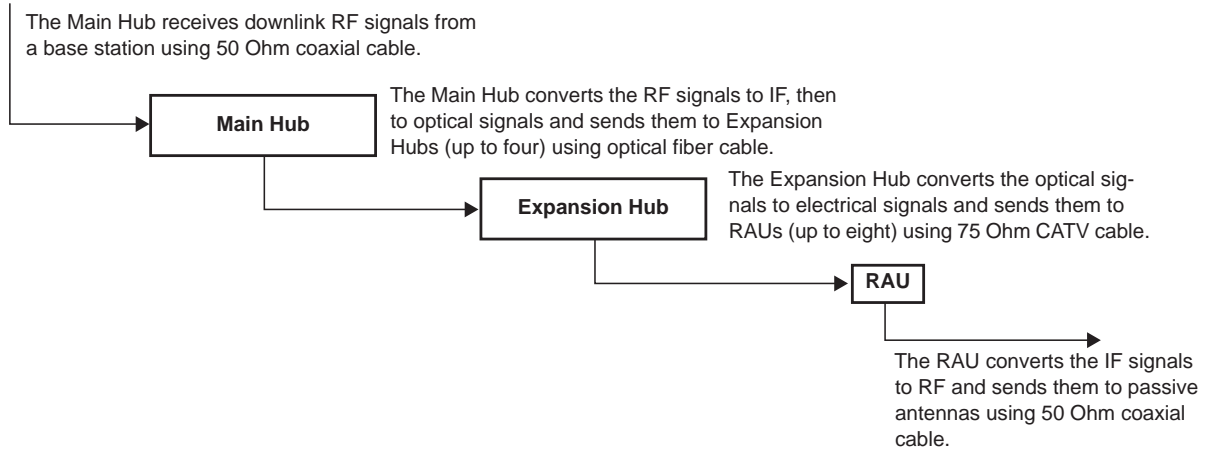 The Main Hub receives downlink RF signals from
a base station using 50 Ohm coaxial cable.
Main Hub
The Main Hub converts the RF signals to IF, then
to optical signals and sends them to Expansion
Hubs (up to four) using optical fiber cable.
Expansion Hub
The Expansion Hub converts the optical sig-
nals to electrical signals and sends them to
RAUs (up to eight) using 75 Ohm CATV cable.
RAU
The RAU converts the IF signals
to RF and sends them to passive
antennas using 50 Ohm coaxial
cable.